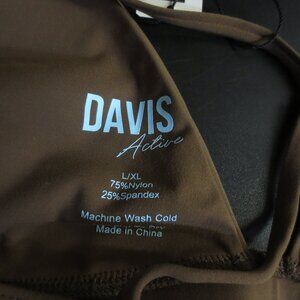 DAVIS
Active
L/XL
75%Nylon
25%Spandex
Machine Wash Cold
Made in China